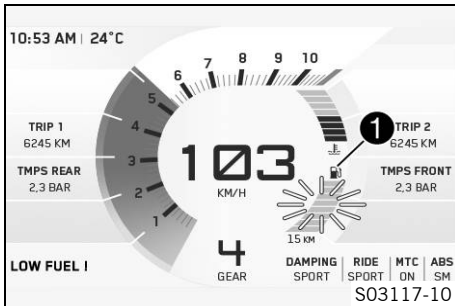 10:53 AM | 24°C
1
2
3
4
5
6
7
8
9
10
1
TRIP 1
6245 KM
TMPS REAR
2,3 BAR
103
KM/H
TRIP 2
6245 KM
TMPS FRONT
2,3 BAR
15 KM
LOW FUEL !
4
GEAR
DAMPING
SPORT
RIDE
SPORT
MTC
ON
ABS
SM
S03117-10